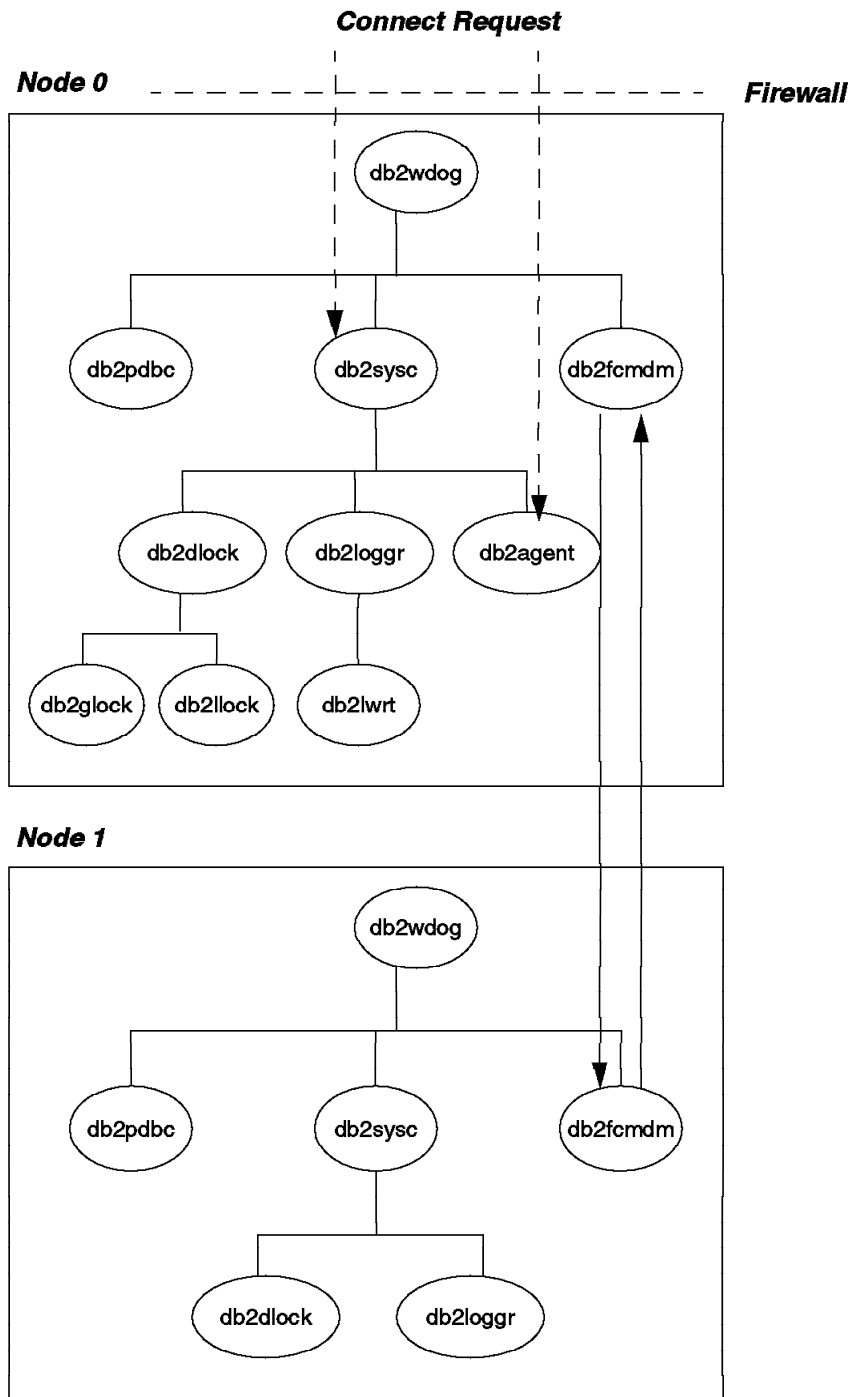 Connect Request
Node 0
Firewall
db2wdog
db2pdbc
db2sysc
db2fcmdm
db2dlock
db2loggr
db2agent
db2glock
db2llock
db2lwrt
Node 1
db2wdog
db2pdbc
db2sysc
db2fcmdm
db2dlock
db2loggr